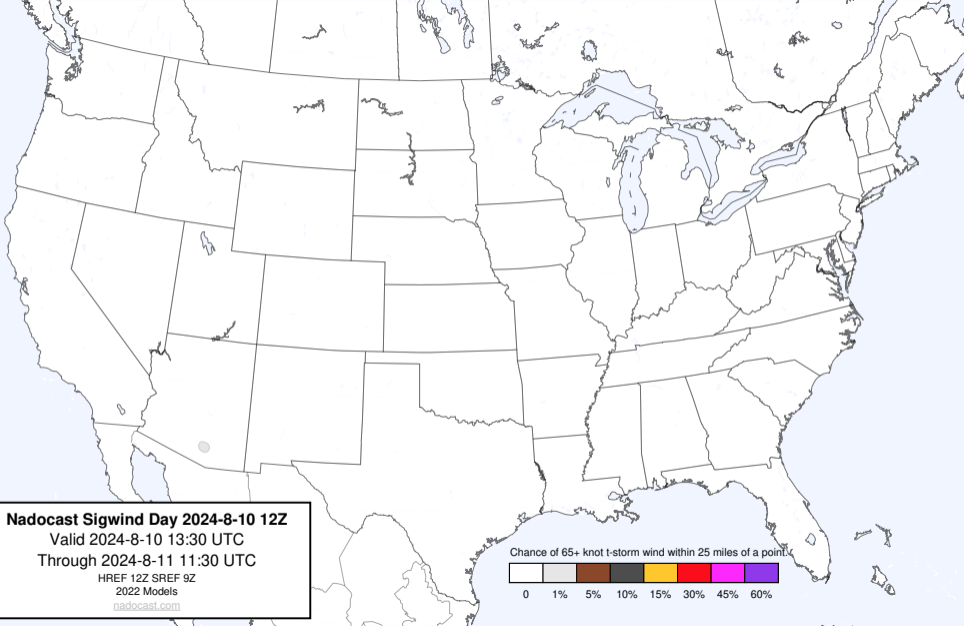 Nadocast Sigwind Day 2024-8-10 12Z
Valid 2024-8-10 13:30 UTC
Through 2024-8-11 11:30 UTC
HREF 12Z SREF 9Z
2022 Models
nadocast.com
Chance of 65+ knot t-storm wind within 25 miles of a point.
0 1% 5% 10% 15% 30% 45% 60%